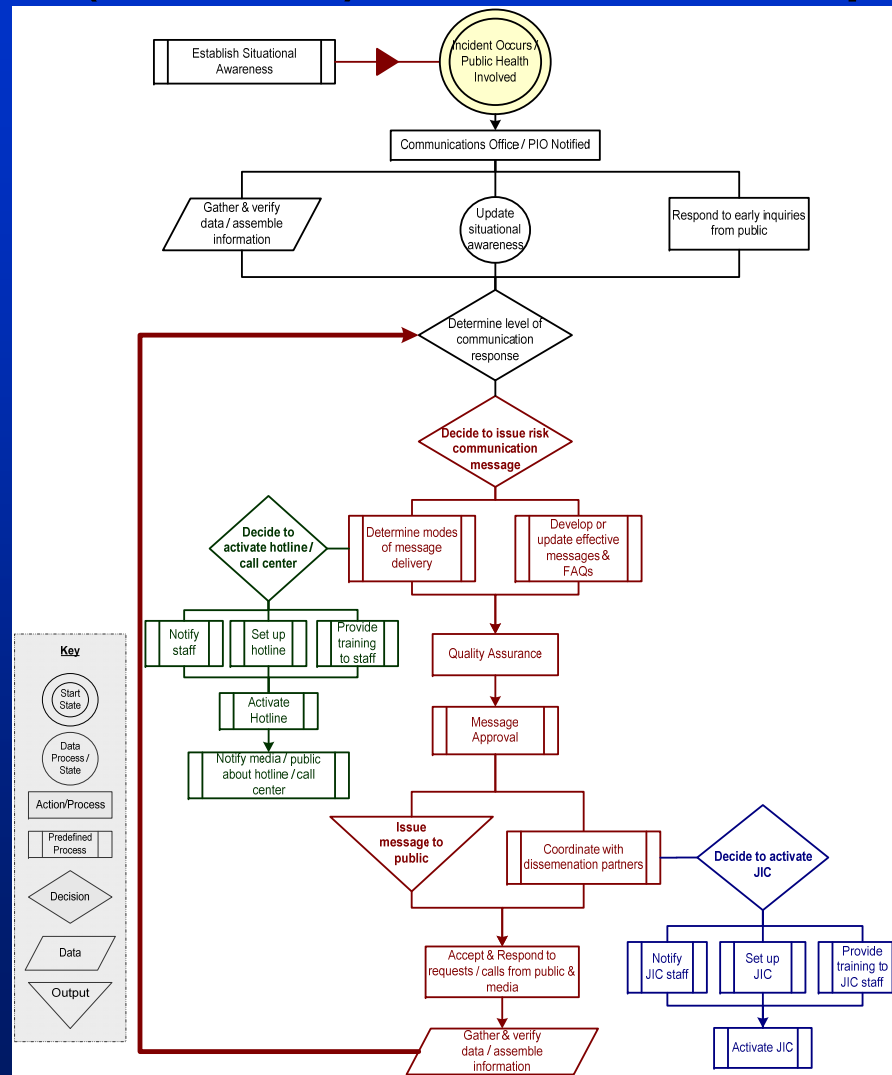 Establish Situational
Awareness
Incident Occurs /
Public Health
Involved
Communications Office / PIO Notified
Gather & verify
data / assemble
information
Update
situational
awareness
Respond to early inquiries
from public
Determine level of
communication
response
Decide to issue risk
communication
message
Decide to
activate hotline /
call center
Determine modes
of message
delivery
Develop or
update effective
messages &
FAQs
Notify
staff
Set up
hotline
Provide
training
to staff
Quality Assurance
Activate
Hotline
Message
Approval
Notify media / public
about hotline / call
center
Issue
message to
public
Coordinate with
dissemenation partners
Decide to activate
JIC
Accept & Respond to
requests / calls from public &
media
Notify
JIC staff
Set up
JIC
Provide
training to
JIC staff
Gather & verify
data / assemble
information
Activate JIC
Key
Start
State
Data
Process /
State
Action/Process
Predefined
Process
Decision
Data
Output